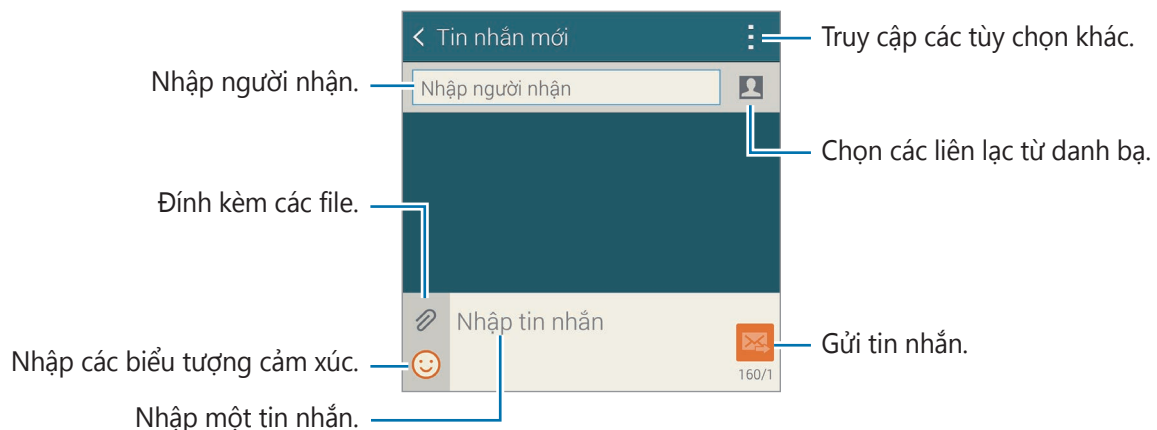 Tin nhắn mới
Truy cập các tùy chọn khác.
Nhập người nhận.
Nhập người nhận
Chọn các liên lạc từ danh bạ.
Đính kèm các file.
Nhập tin nhắn
Gửi tin nhắn.
Nhập các biểu tượng cảm xúc.
160/1
Nhập một tin nhắn.